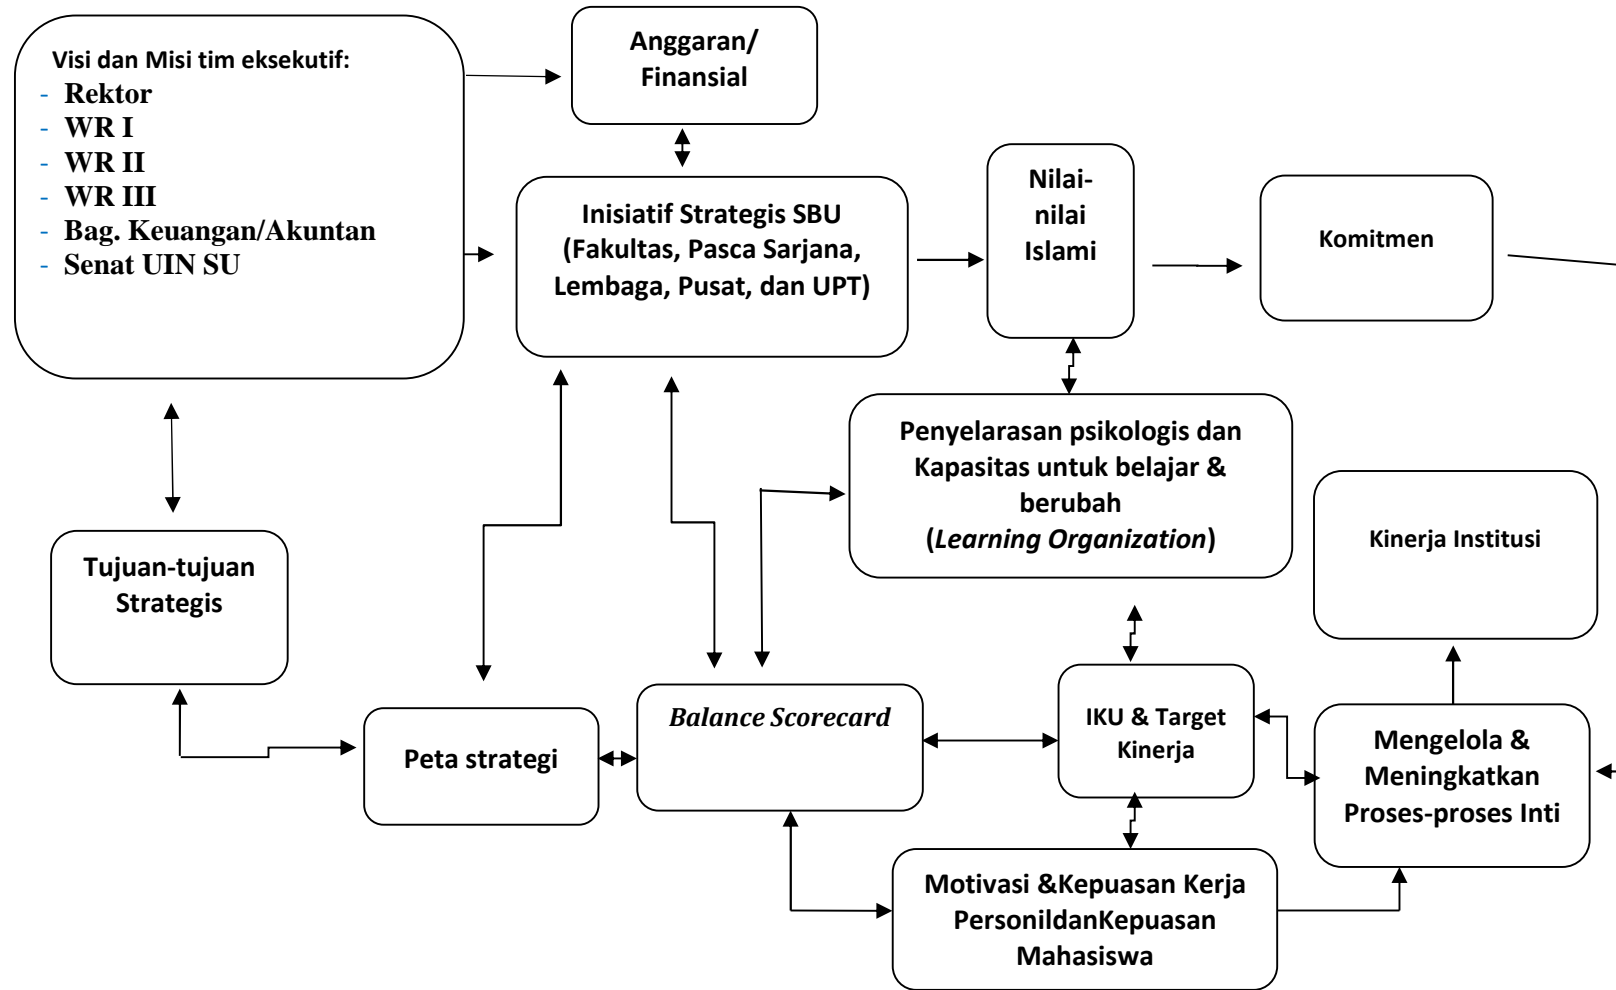 Visi dan Misi tim eksekutif:
- Rektor
- WR I
- WR II
- WR III
- Bag. Keuangan/Akuntan
- Senat UIN SU
Anggaran/
Finansial
Inisiatif Strategis SBU
(Fakultas, Pasca Sarjana,
Lembaga, Pusat, dan UPT)
Nilai-
nilai
Islami
Komitmen
Penyelarasan psikologis dan
Kapasitas untuk belajar &
berubah
(Learning Organization)
Kinerja Institusi
Tujuan-tujuan
Strategis
Peta strategi
Balance Scorecard
IKU & Target
Kinerja
Mengelola &
Meningkatkan
Proses-proses Inti
Motivasi &Kepuasan Kerja
PersonildanKepuasan
Mahasiswa